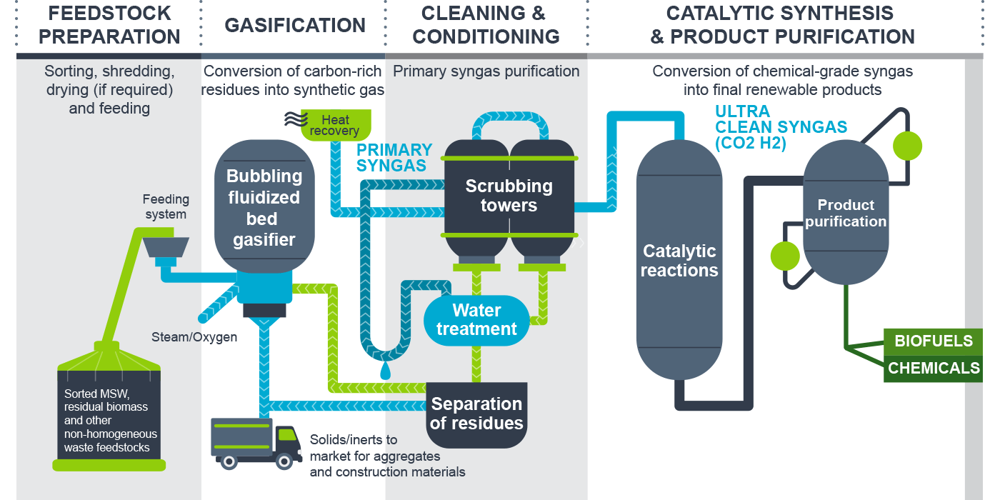 FEEDSTOCK
PREPARATION
GASIFICATION
CLEANING &
CONDITIONING
CATALYTIC SYNTHESIS
& PRODUCT PURIFICATION
Sorting, shredding,
drying (if required)
and feeding
Conversion of carbon-rich
residues into synthetic gas
Primary syngas purification
Conversion of chemical-grade syngas
into final renewable products
Heat
recovery
PRIMARY
SYNGAS
ULTRA
CLEAN SYNGAS
(CO2 H2)
Bubbling
fluidized
bed
gasifier
Feeding
system
Scrubbing
towers
Product
purification
Catalytic
reactions
Steam/Oxygen
Water
treatment
BIOFUELS
CHEMICALS
Sorted MSW,
residual biomass
and other
non-homogeneous
waste feedstocks
Separation
of residues
Solids/inerts to
market for aggregates
and construction materials